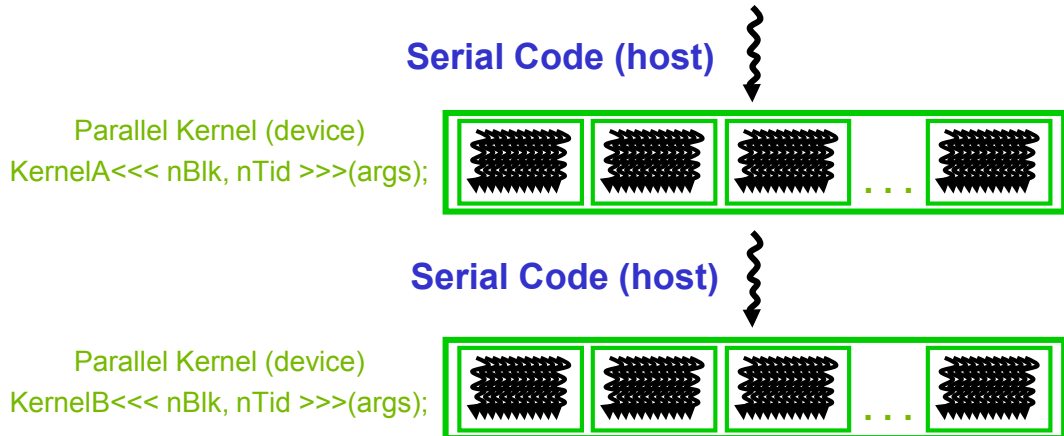 Serial Code (host)
Parallel Kernel (device)
KernelA<<< nBlk, nTid >>>(args);
. . .
Serial Code (host)
Parallel Kernel (device)
KernelB<<< nBlk, nTid >>>(args);
. . .